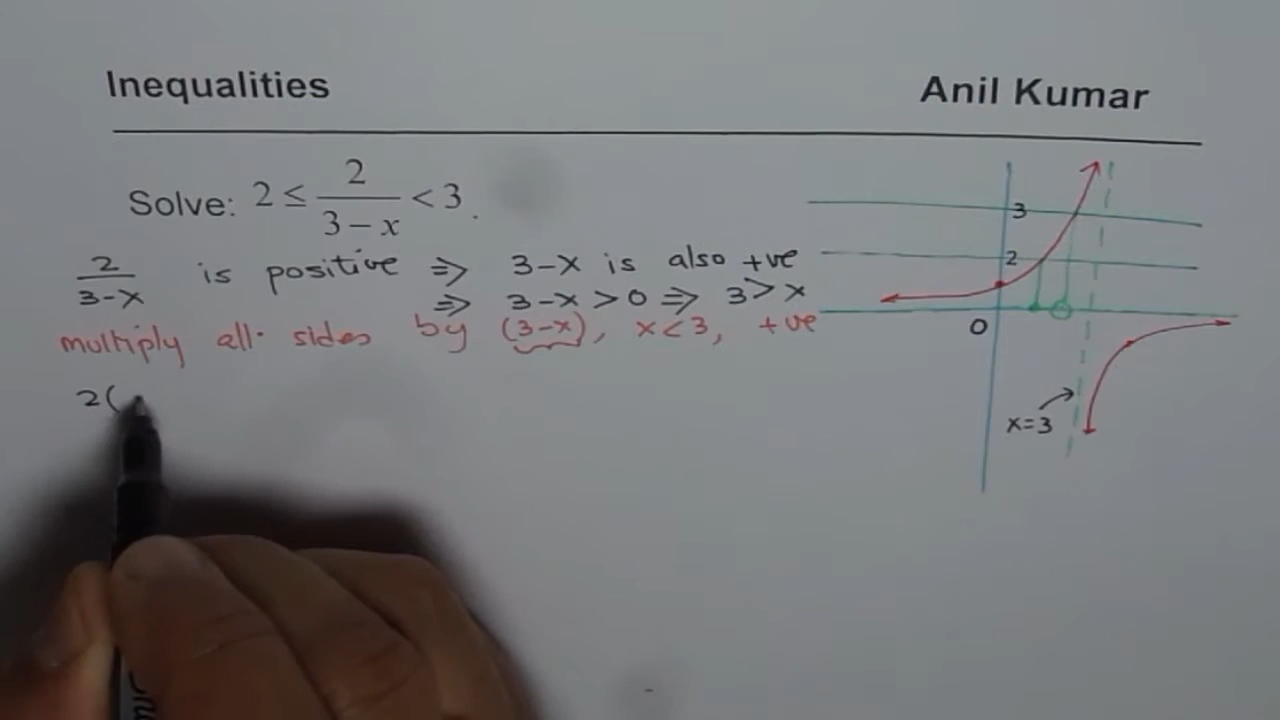 Inequalities Anil Kumar
Solve: 2 ≤ 2/(3 − x) < 3 .
2/(3-x) is positive ⇒ 3-x is also +ve
⇒ 3-x > 0 ⇒ 3 > x
multiply all sides by (3-x), x<3, +ve
2(
3
2
0
x=3